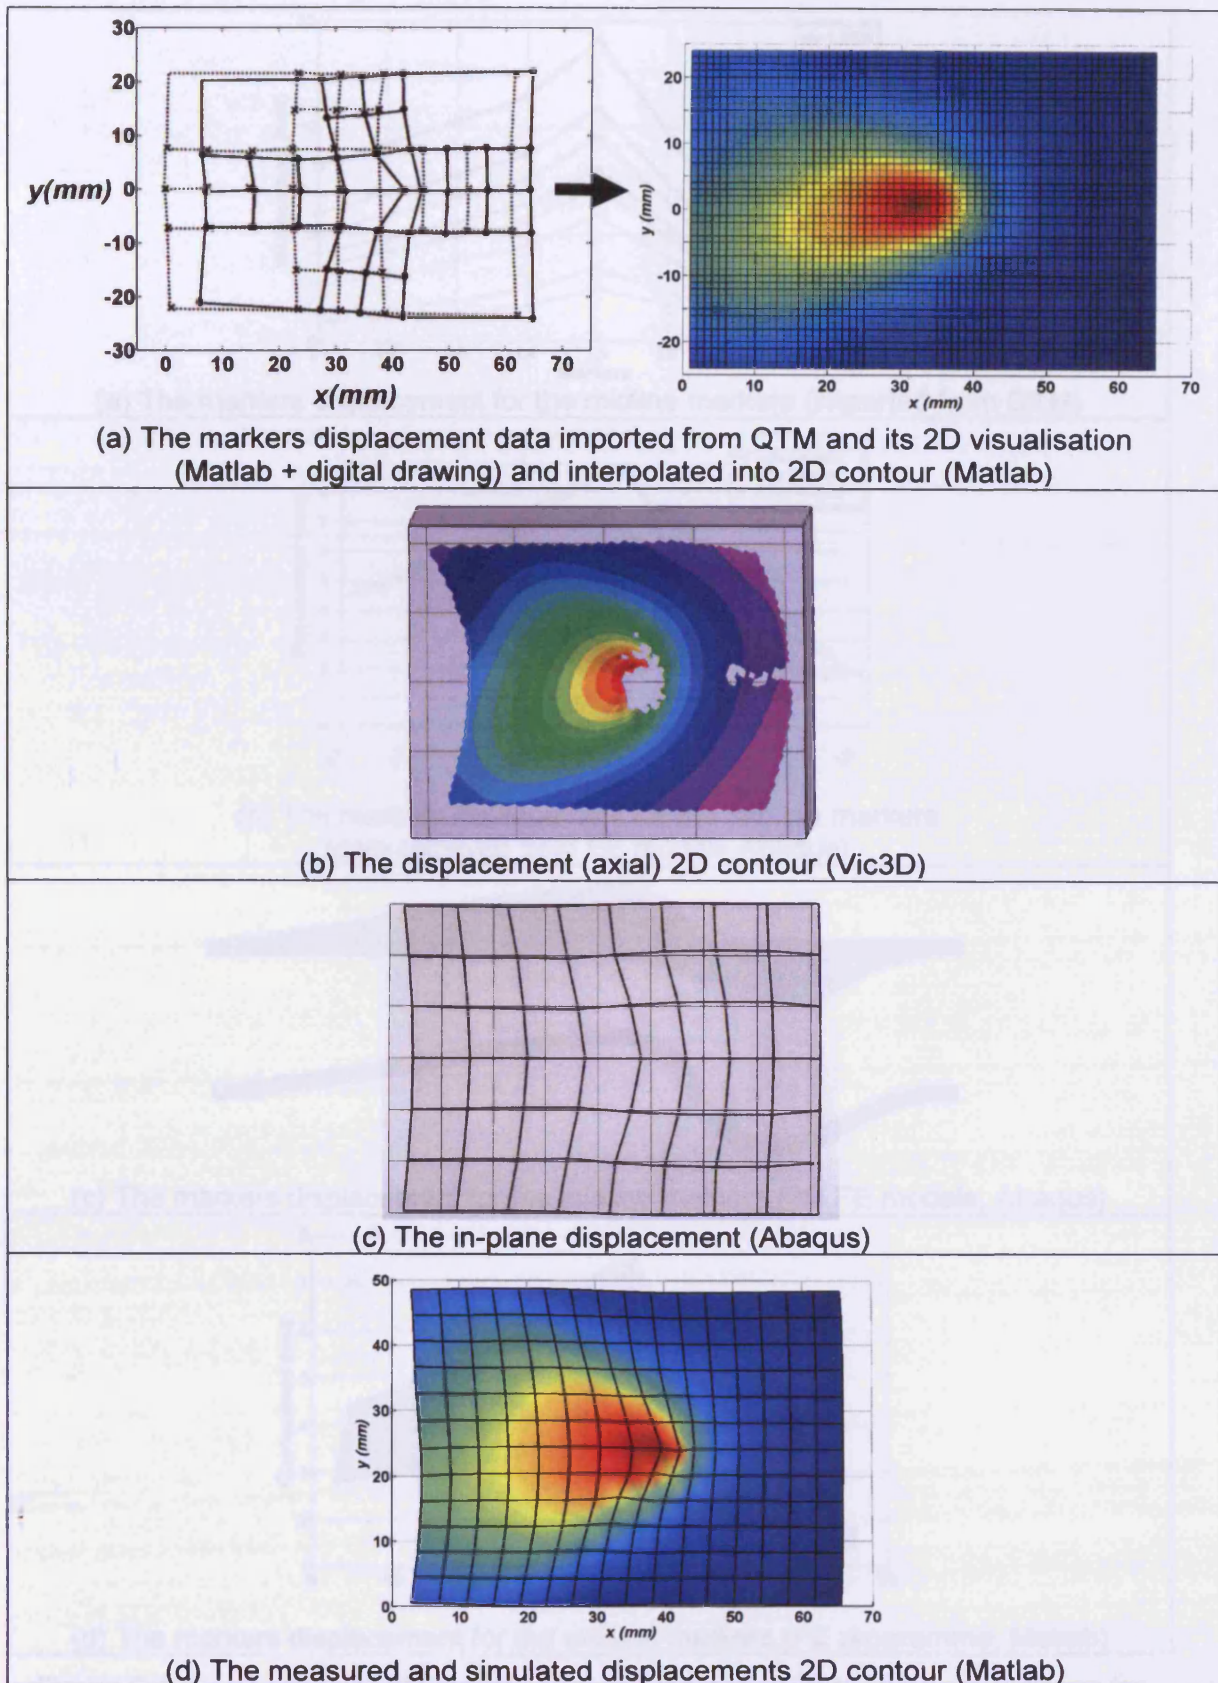 30
20
10
0
-10
-20
-30
y(mm)
0 10 20 30 40 50 60 70
x(mm)
20
10
0
-10
-20
y (mm)
0 10 20 30 40 50 60 70
x (mm)
(a) The markers displacement data imported from QTM and its 2D visualisation
(Matlab + digital drawing) and interpolated into 2D contour (Matlab)
(b) The displacement (axial) 2D contour (Vic3D)
(c) The in-plane displacement (Abaqus)
50
40
30
20
10
0
y (mm)
0 10 20 30 40 50 60 70
x (mm)
(d) The measured and simulated displacements 2D contour (Matlab)